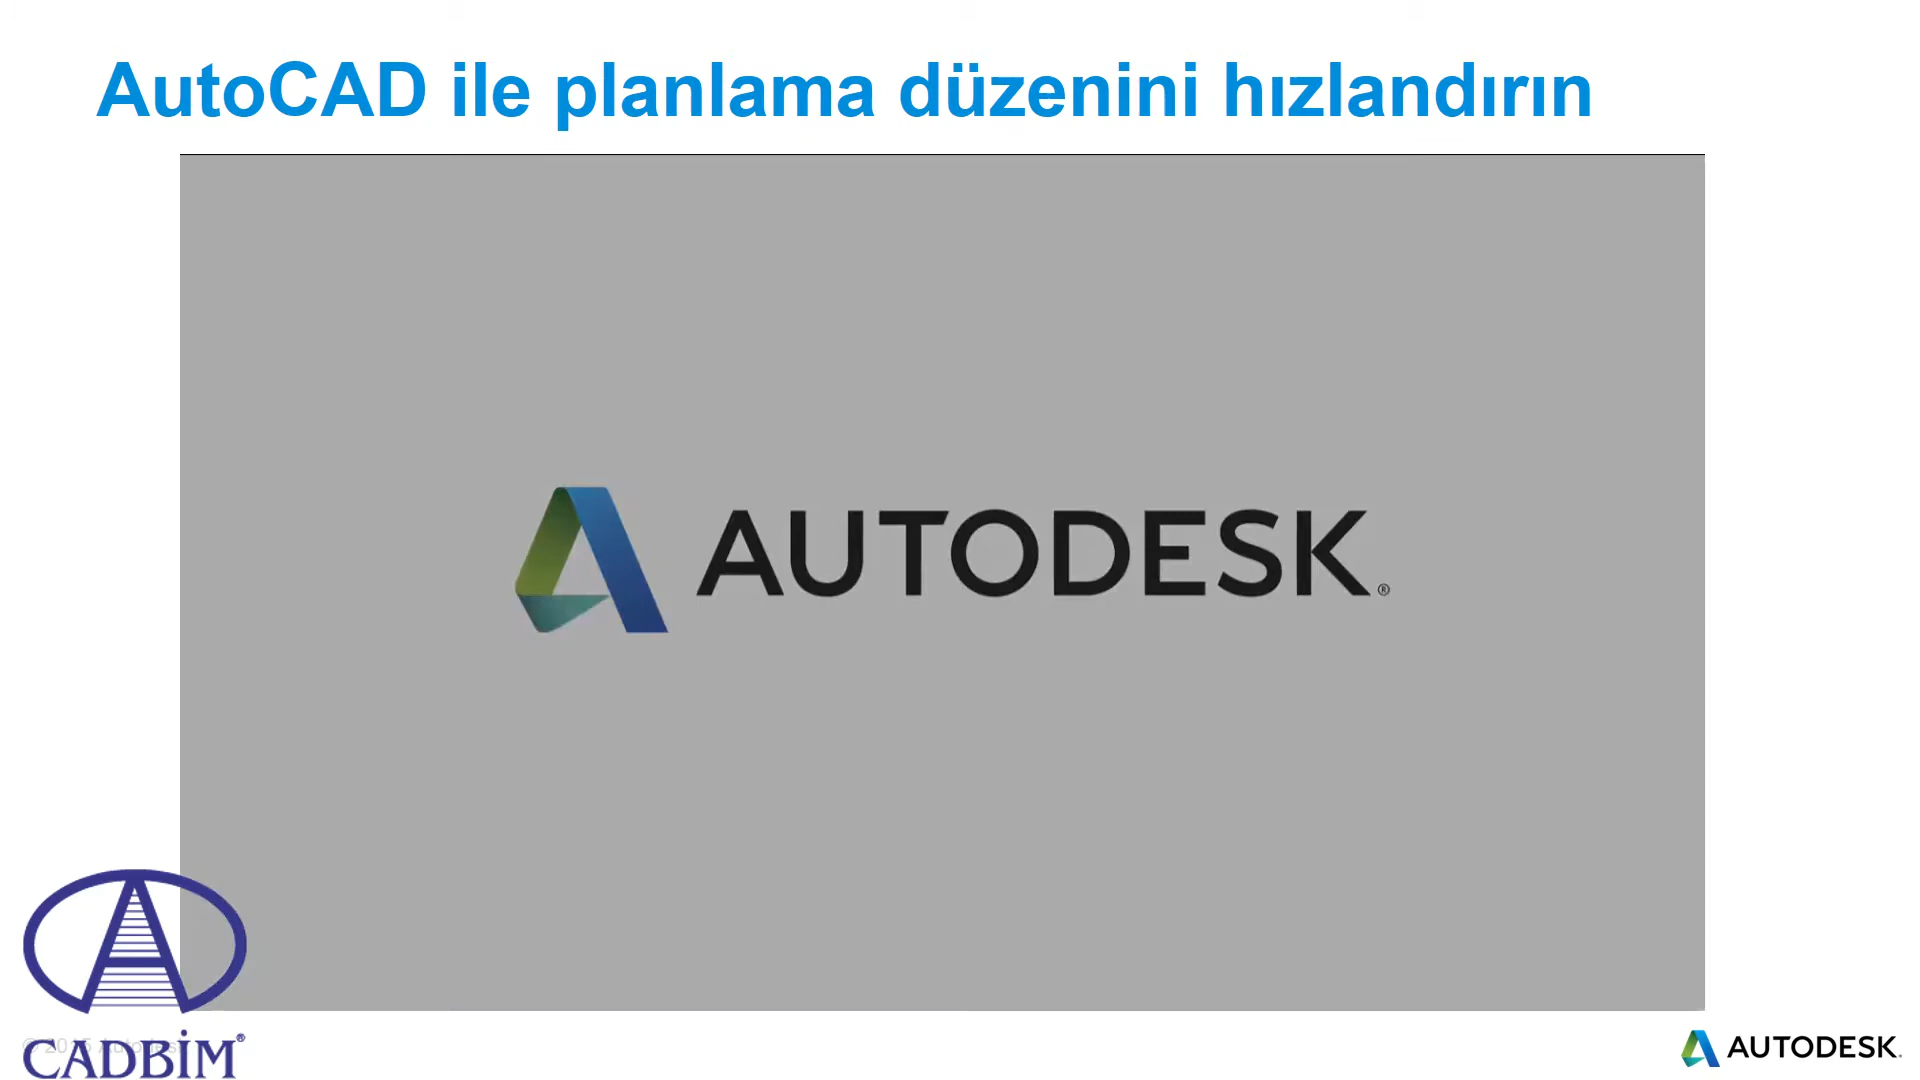 AutoCAD ile planlama düzenini hızlandırın
AUTODESK®
CADBİM®
AUTODESK.